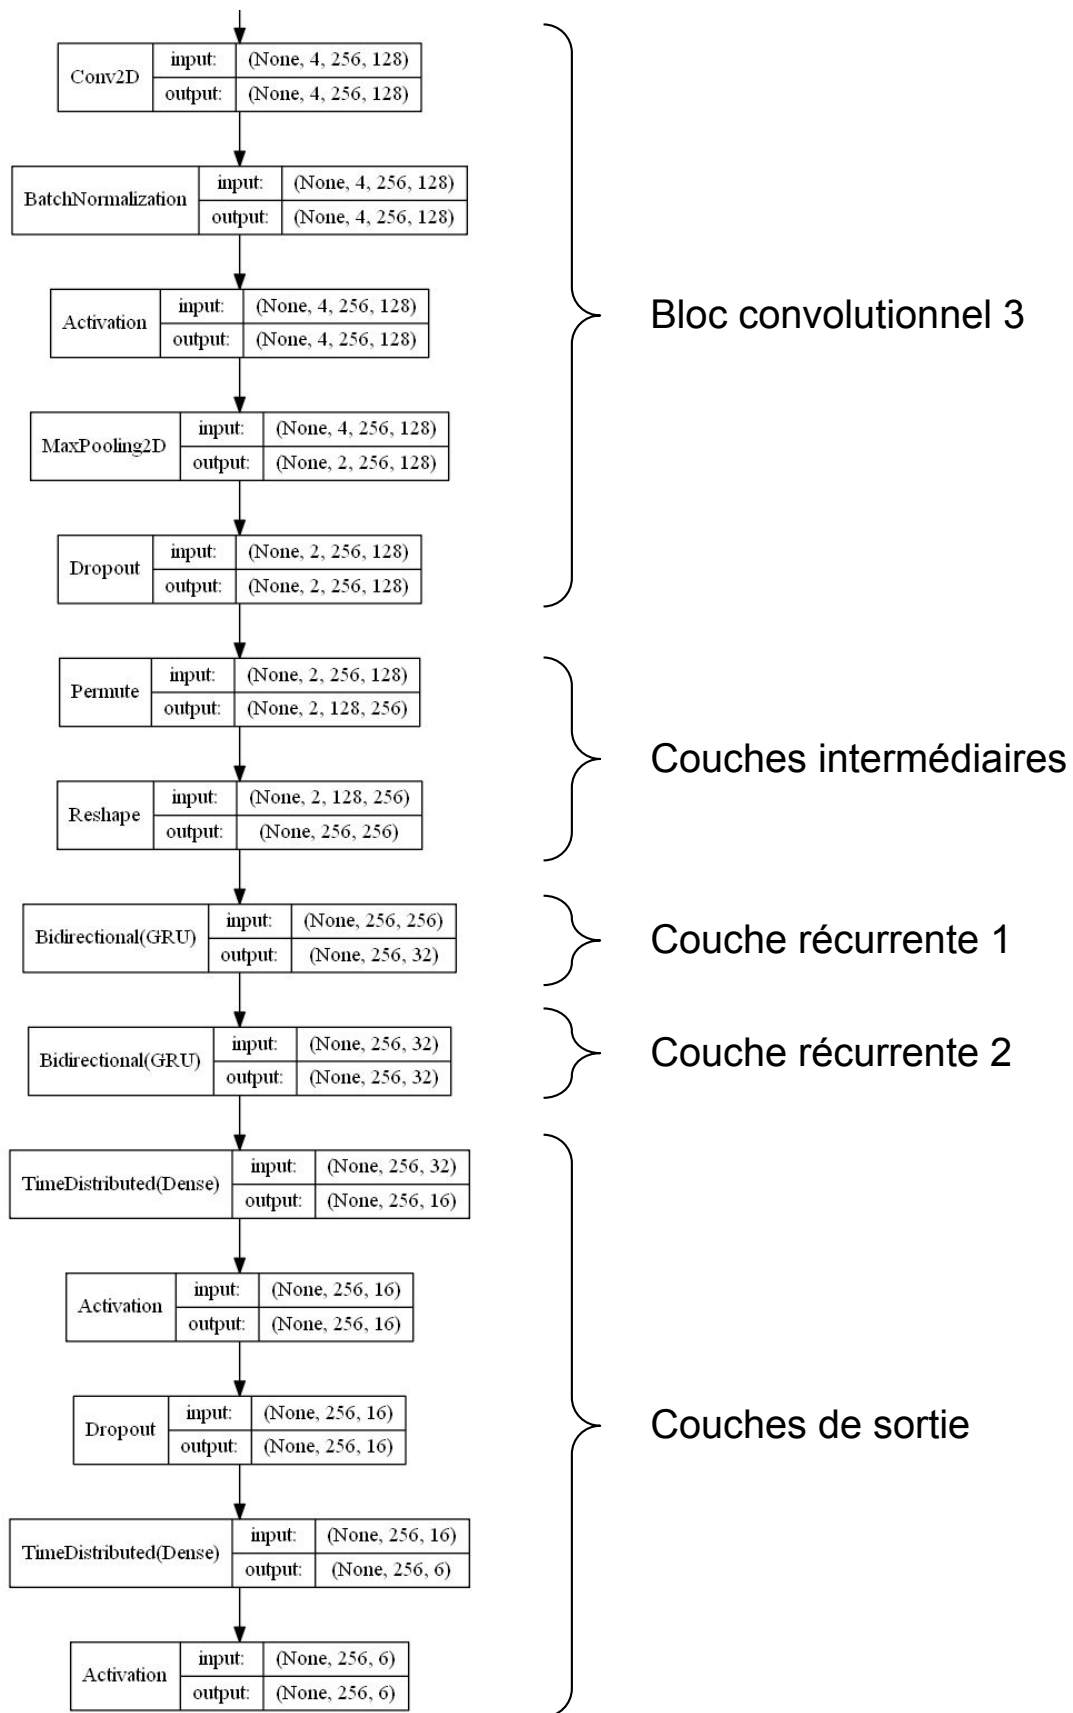 Conv2D
input: (None, 4, 256, 128)
output: (None, 4, 256, 128)
BatchNormalization
input: (None, 4, 256, 128)
output: (None, 4, 256, 128)
Activation
input: (None, 4, 256, 128)
output: (None, 4, 256, 128)
MaxPooling2D
input: (None, 4, 256, 128)
output: (None, 2, 256, 128)
Dropout
input: (None, 2, 256, 128)
output: (None, 2, 256, 128)
Bloc convolutionnel 3
Permute
input: (None, 2, 256, 128)
output: (None, 2, 128, 256)
Reshape
input: (None, 2, 128, 256)
output: (None, 256, 256)
Couches intermédiaires
Bidirectional(GRU)
input: (None, 256, 256)
output: (None, 256, 32)
Couche récurrente 1
Bidirectional(GRU)
input: (None, 256, 32)
output: (None, 256, 32)
Couche récurrente 2
TimeDistributed(Dense)
input: (None, 256, 32)
output: (None, 256, 16)
Activation
input: (None, 256, 16)
output: (None, 256, 16)
Dropout
input: (None, 256, 16)
output: (None, 256, 16)
TimeDistributed(Dense)
input: (None, 256, 16)
output: (None, 256, 6)
Activation
input: (None, 256, 6)
output: (None, 256, 6)
Couches de sortie